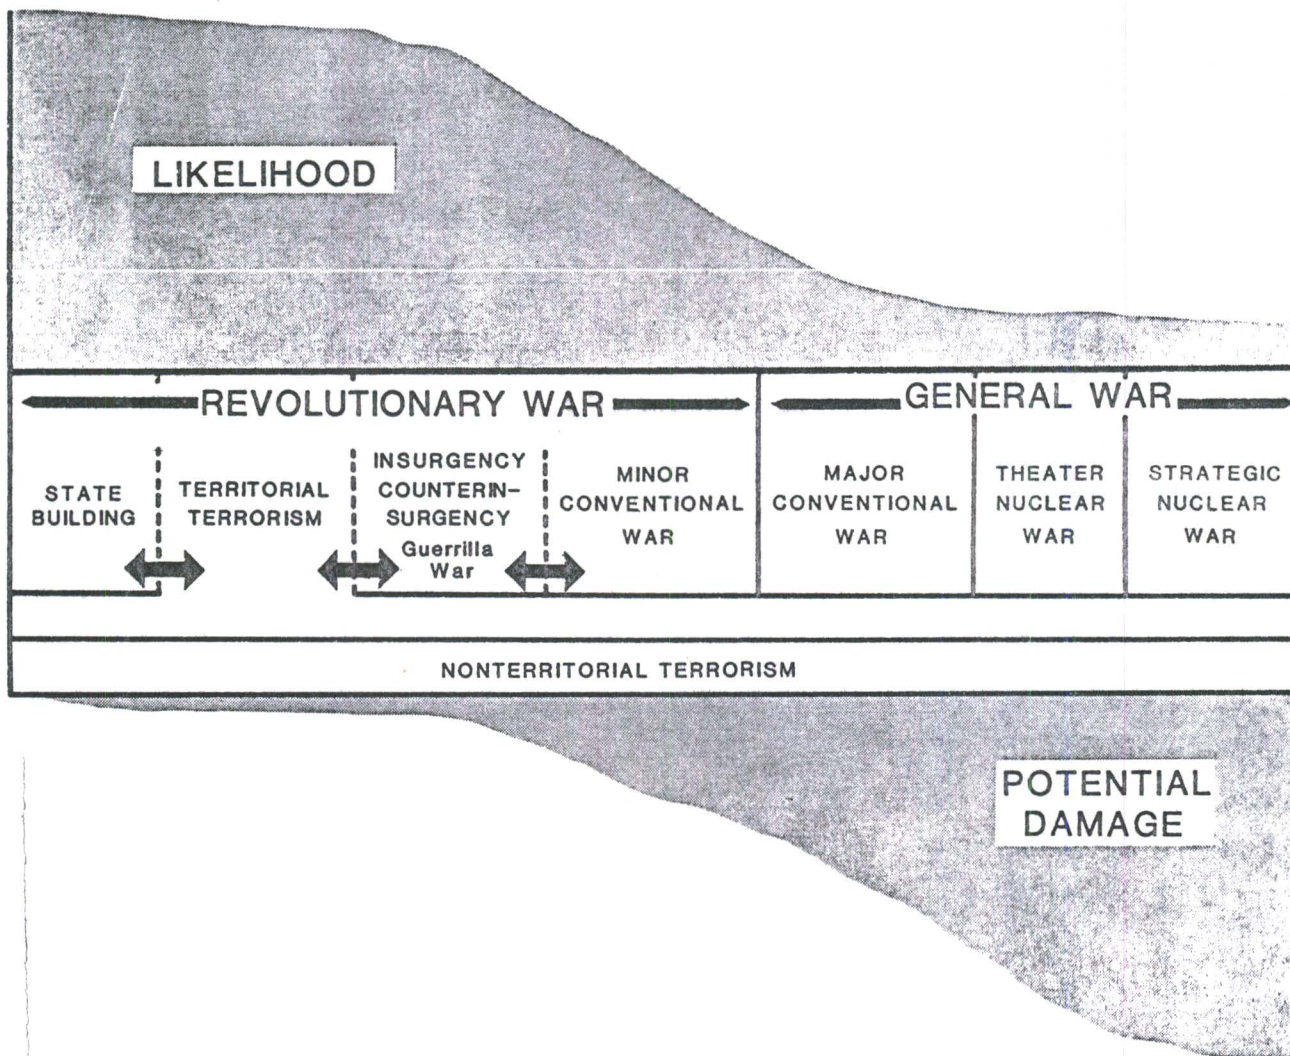 LIKELIHOOD
REVOLUTIONARY WAR
GENERAL WAR
STATE
BUILDING
TERRITORIAL
TERRORISM
INSURGENCY
COUNTERIN-
SURGENCY
Guerrilla
War
MINOR
CONVENTIONAL
WAR
MAJOR
CONVENTIONAL
WAR
THEATER
NUCLEAR
WAR
STRATEGIC
NUCLEAR
WAR
NONTERRITORIAL TERRORISM
POTENTIAL
DAMAGE